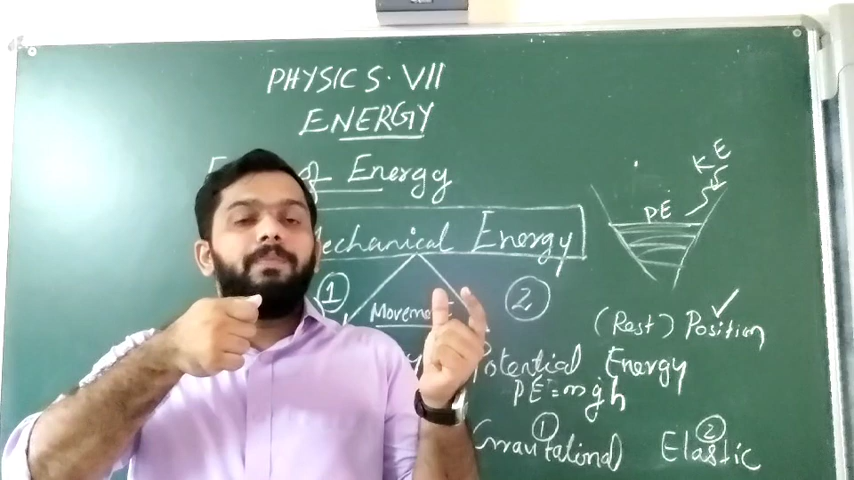 PHYSICS. VII
ENERGY
of Energy
Mechanical Energy
KE
PE
1
2
Movement
(Rest) Position
Potential Energy
PE = mgh
1
2
Gravitational Elastic